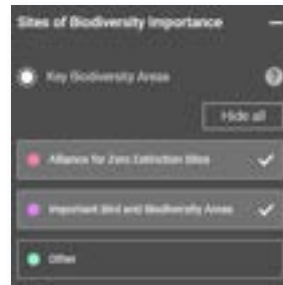 Sites of Biodiversity Importance
Key Biodiversity Areas
Hide all
Alliance for Zero Extinction Sites
Important Bird and Biodiversity Areas
Other